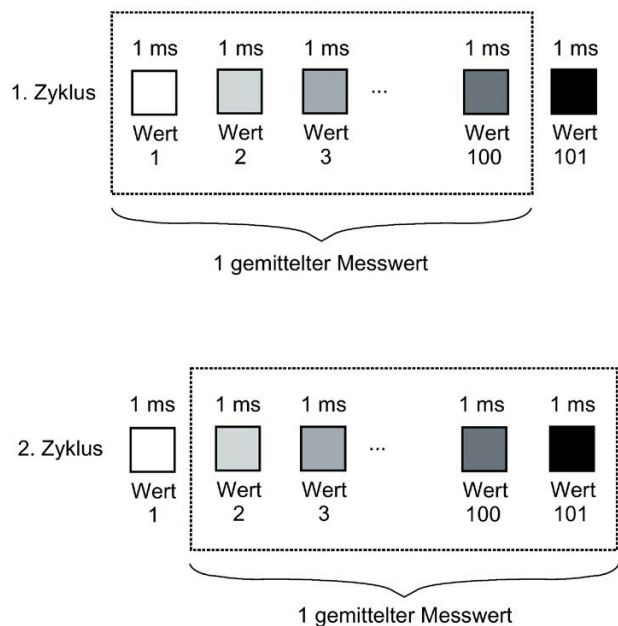 1 ms 1 ms 1 ms 1 ms 1 ms
1. Zyklus ...
Wert Wert Wert Wert Wert
1 2 3 100 101
1 gemittelter Messwert
1 ms 1 ms 1 ms 1 ms 1 ms
2. Zyklus ...
Wert Wert Wert Wert Wert
1 2 3 100 101
1 gemittelter Messwert